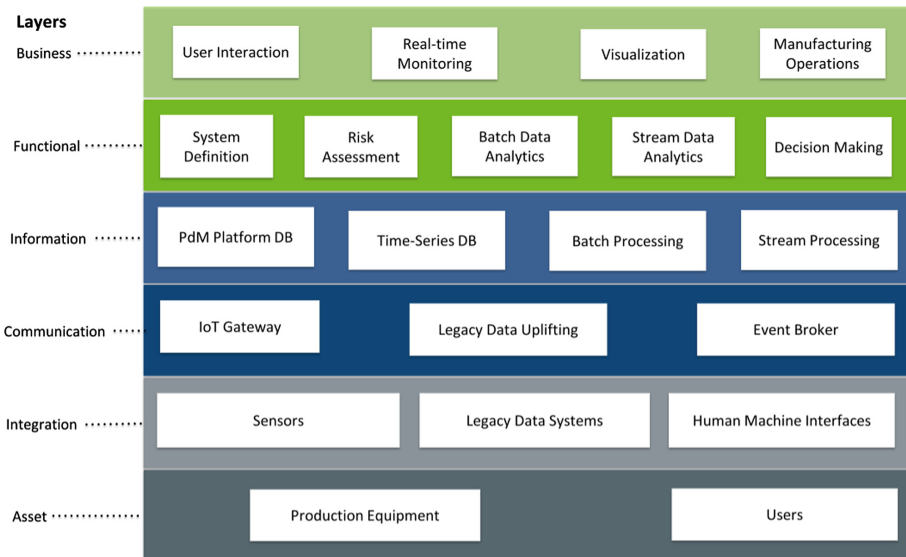 Layers
Business
User Interaction
Real-time
Monitoring
Visualization
Manufacturing
Operations
Functional
System
Definition
Risk
Assessment
Batch Data
Analytics
Stream Data
Analytics
Decision Making
Information
PdM Platform DB
Time-Series DB
Batch Processing
Stream Processing
Communication
IoT Gateway
Legacy Data Uplifting
Event Broker
Integration
Sensors
Legacy Data Systems
Human Machine Interfaces
Asset
Production Equipment
Users